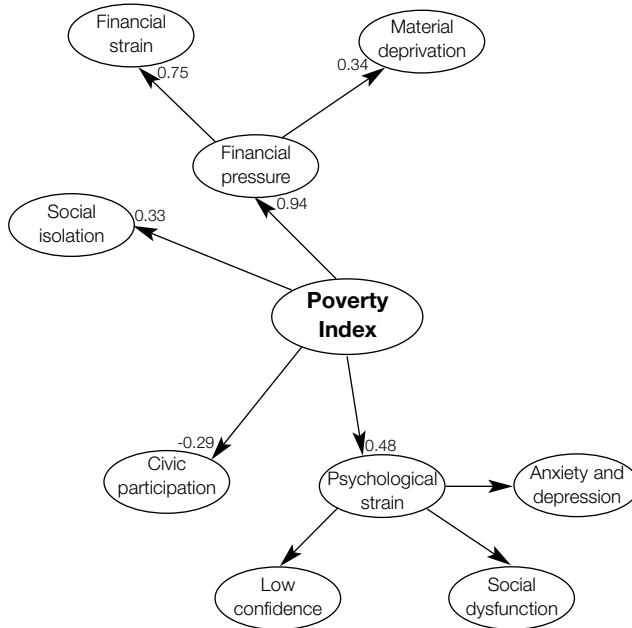 Financial
strain
Material
deprivation
0.75
0.34
Financial
pressure
0.94
Social
isolation
0.33
Poverty
Index
-0.29
Civic
participation
0.48
Psychological
strain
Anxiety and
depression
Low
confidence
Social
dysfunction